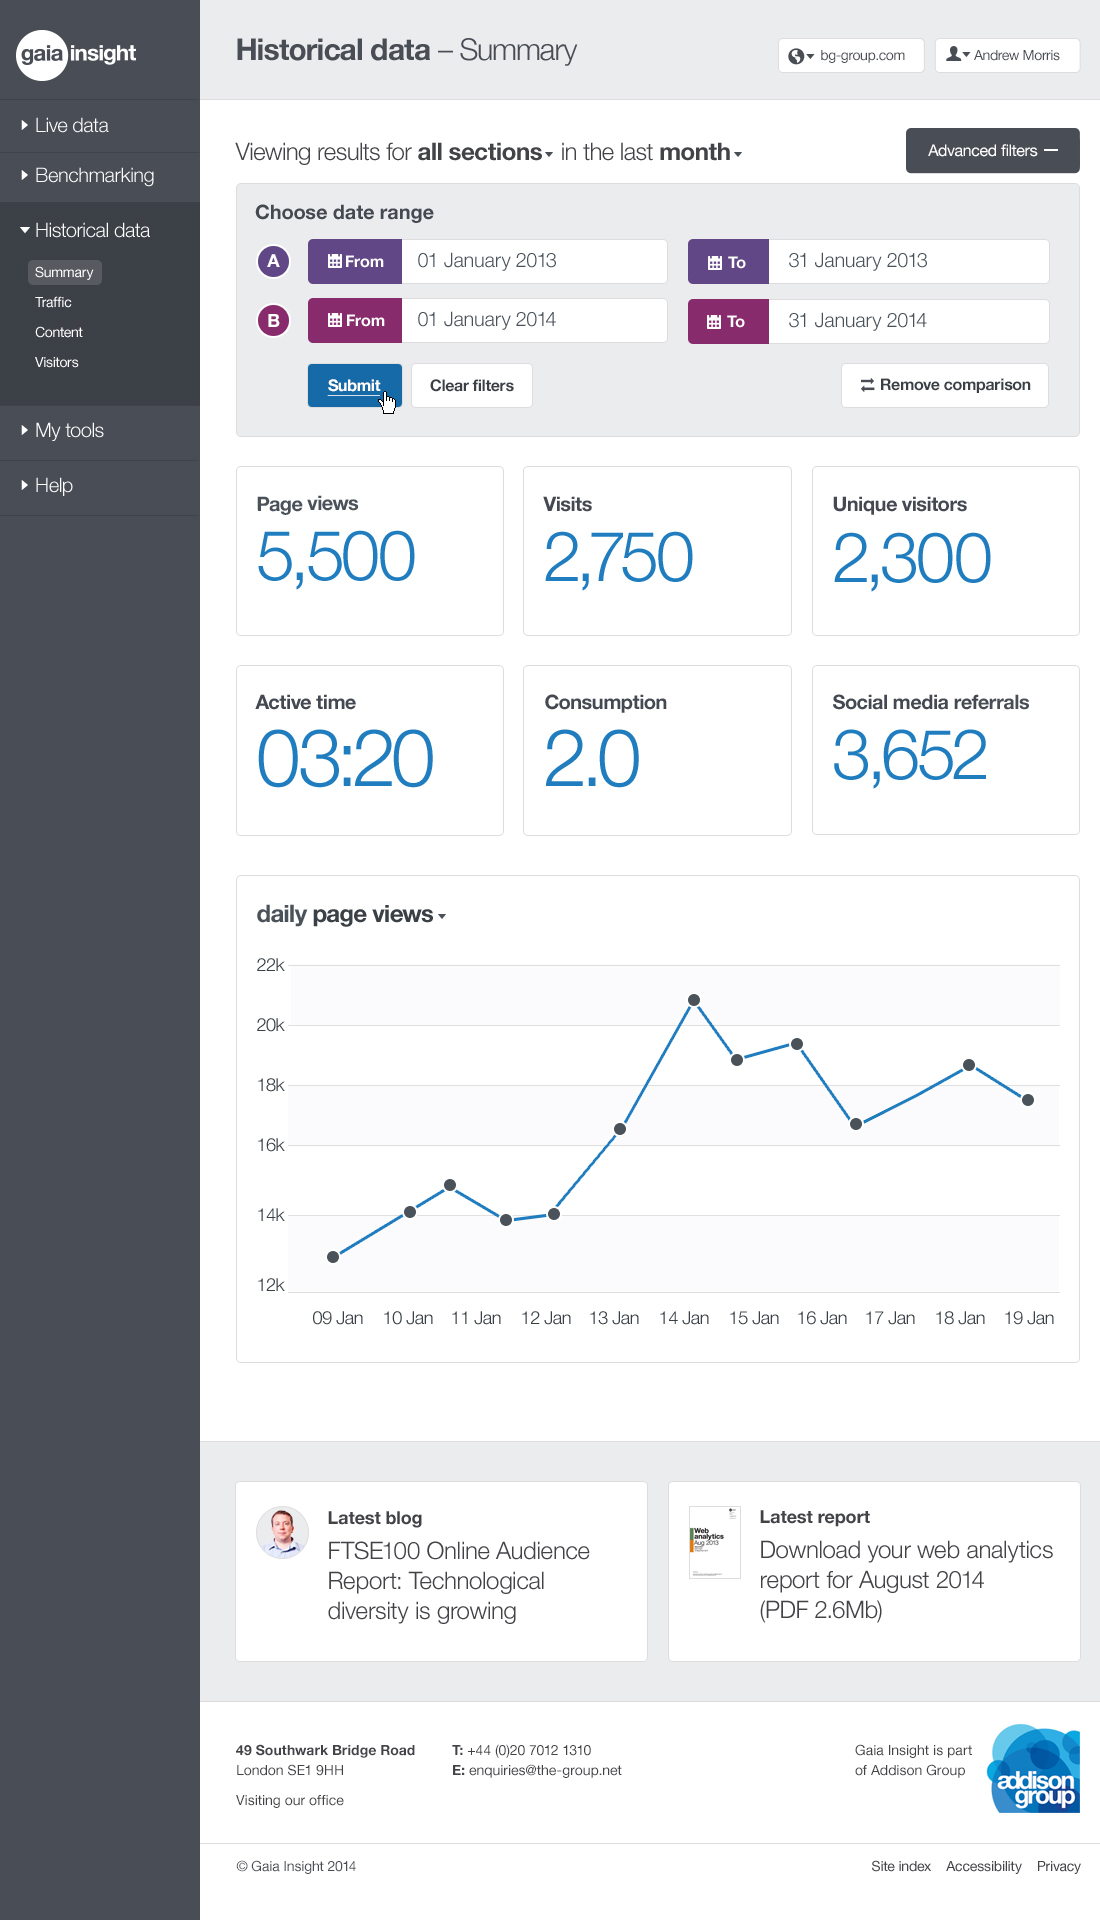 gaia insight
Historical data – Summary
bg-group.com
Andrew Morris
Live data
Benchmarking
Historical data
Summary
Traffic
Content
Visitors
My tools
Help
Viewing results for all sections in the last month
Advanced filters
Choose date range
A From 01 January 2013 To 31 January 2013
B From 01 January 2014 To 31 January 2014
Submit Clear filters Remove comparison
Page views
5,500
Visits
2,750
Unique visitors
2,300
Active time
03:20
Consumption
2.0
Social media referrals
3,652
daily page views
22k
20k
18k
16k
14k
12k
09 Jan 10 Jan 11 Jan 12 Jan 13 Jan 14 Jan 15 Jan 16 Jan 17 Jan 18 Jan 19 Jan
Latest blog
FTSE100 Online Audience
Report: Technological
diversity is growing
Web
analytics
Aug 2013
Latest report
Download your web analytics
report for August 2014
(PDF 2.6Mb)
49 Southwark Bridge Road
London SE1 9HH
Visiting our office
T: +44 (0)20 7012 1310
E: enquiries@the-group.net
Gaia Insight is part
of Addison Group
addison
group
© Gaia Insight 2014
Site index Accessibility Privacy